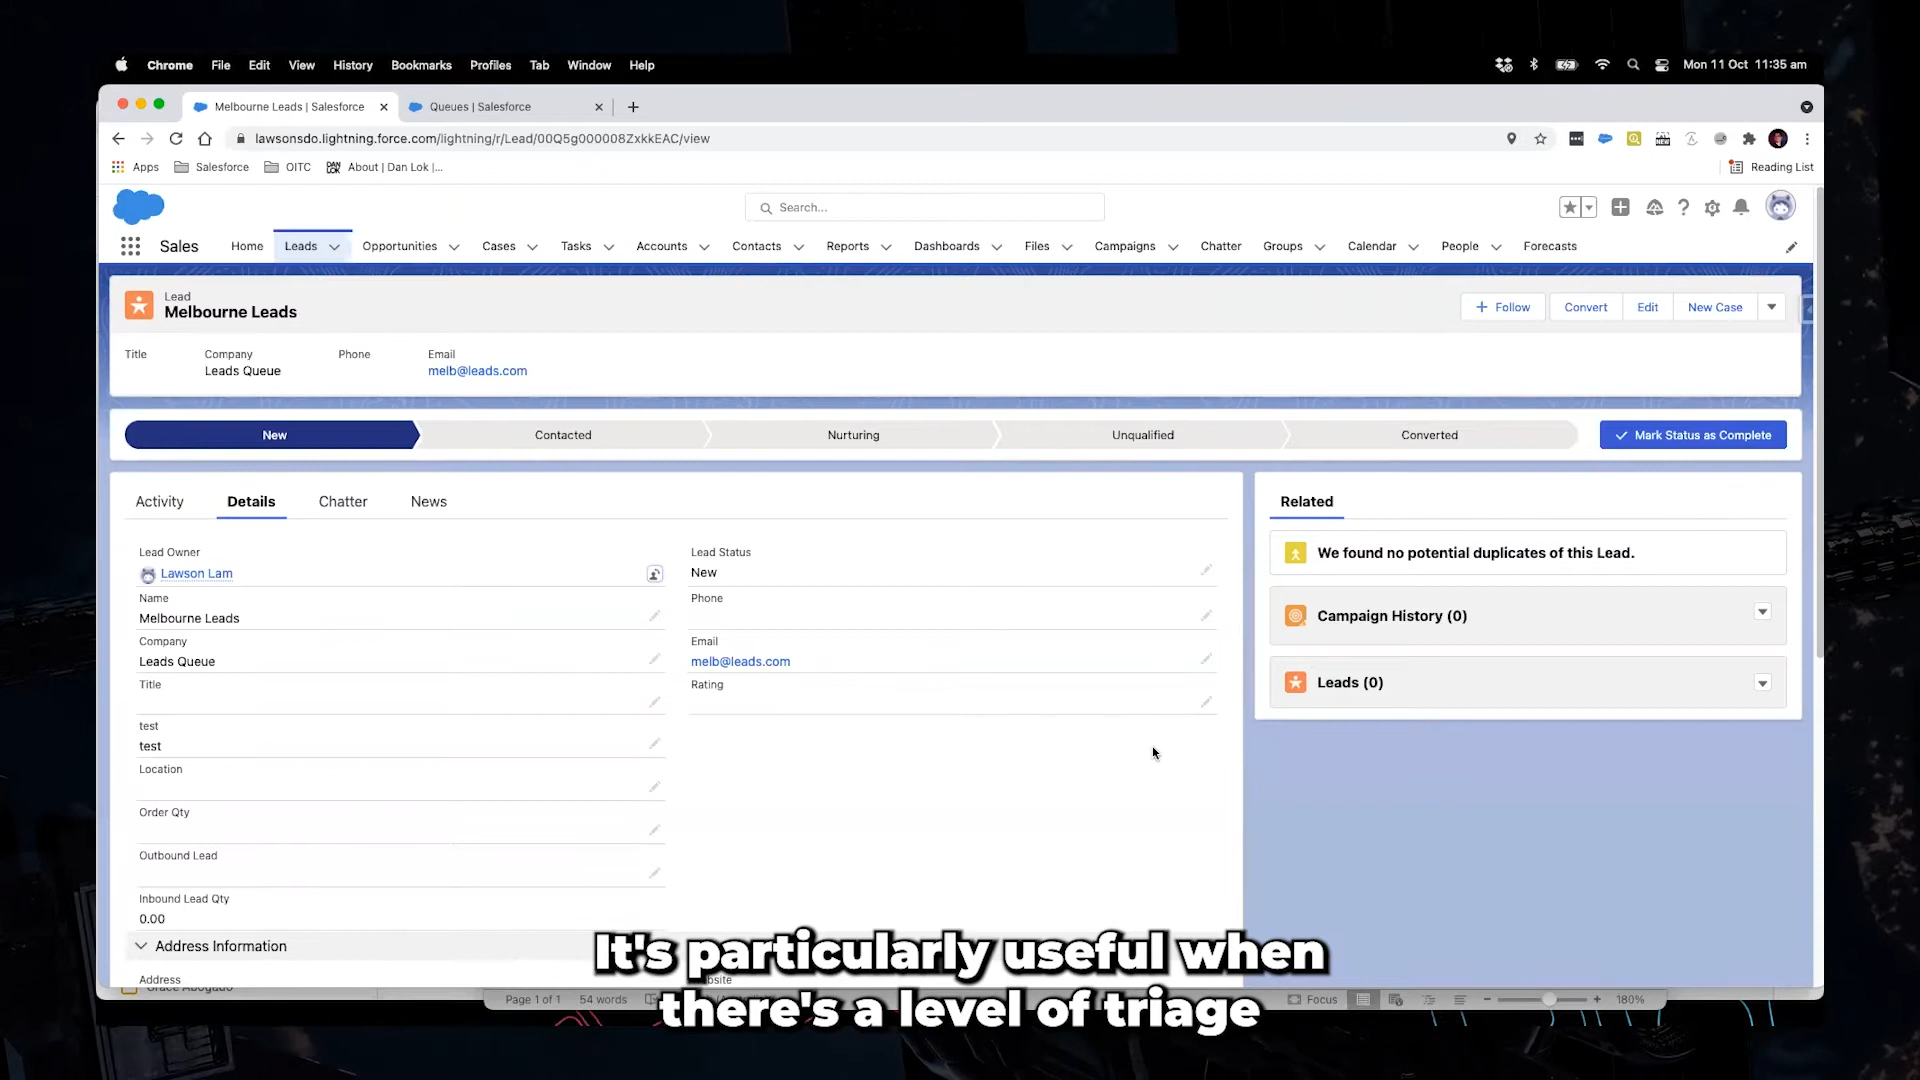 Chrome File Edit View History Bookmarks Profiles Tab Window Help Mon 11 Oct 11:35 am
Melbourne Leads | Salesforce Queues | Salesforce
lawsonsdo.lightning.force.com/lightning/r/Lead/00Q5g000008ZxkkEAC/view
Apps Salesforce OITC About | Dan Lok |... Reading List
Search...
Sales Home Leads Opportunities Cases Tasks Accounts Contacts Reports Dashboards Files Campaigns Chatter Groups Calendar People Forecasts
Lead
Melbourne Leads
+ Follow Convert Edit New Case
Title Company Phone Email
Leads Queue melb@leads.com
New Contacted Nurturing Unqualified Converted Mark Status as Complete
Activity Details Chatter News
Related
Lead Owner Lead Status
Lawson Lam New
We found no potential duplicates of this Lead.
Name Phone
Melbourne Leads
Campaign History (0)
Company Email
Leads Queue melb@leads.com
Title Rating
Leads (0)
test
test
Location
Order Qty
Outbound Lead
Inbound Lead Qty
0.00
Address Information
Address
Page 1 of 1 54 words Focus 180%
It's particularly useful when
there's a level of triage